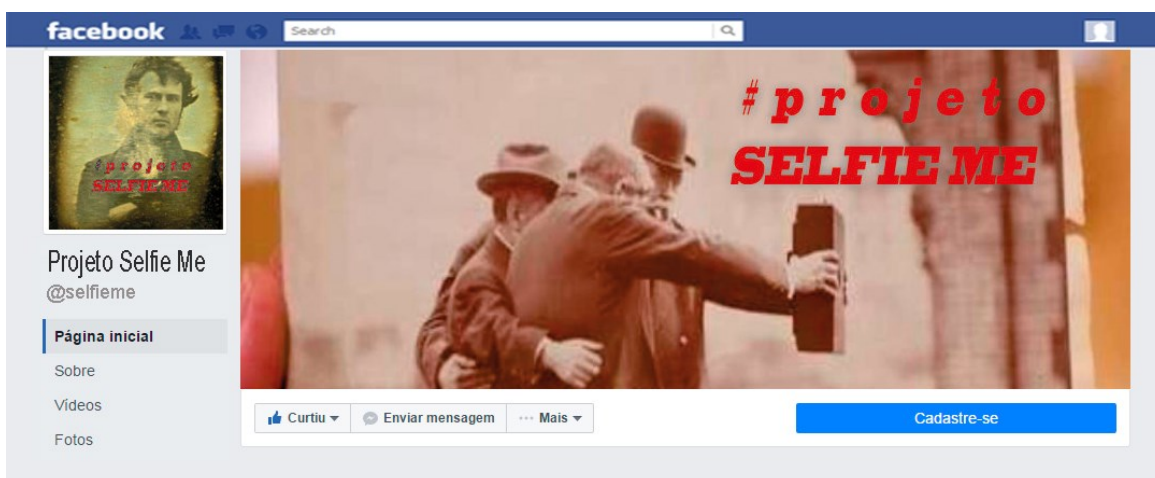 facebook Search
#projeto
SELFIE ME
#projeto
SELFIE ME
Projeto Selfie Me
@selfieme
Página inicial
Sobre
Vídeos
Fotos
Curtiu Enviar mensagem ··· Mais Cadastre-se